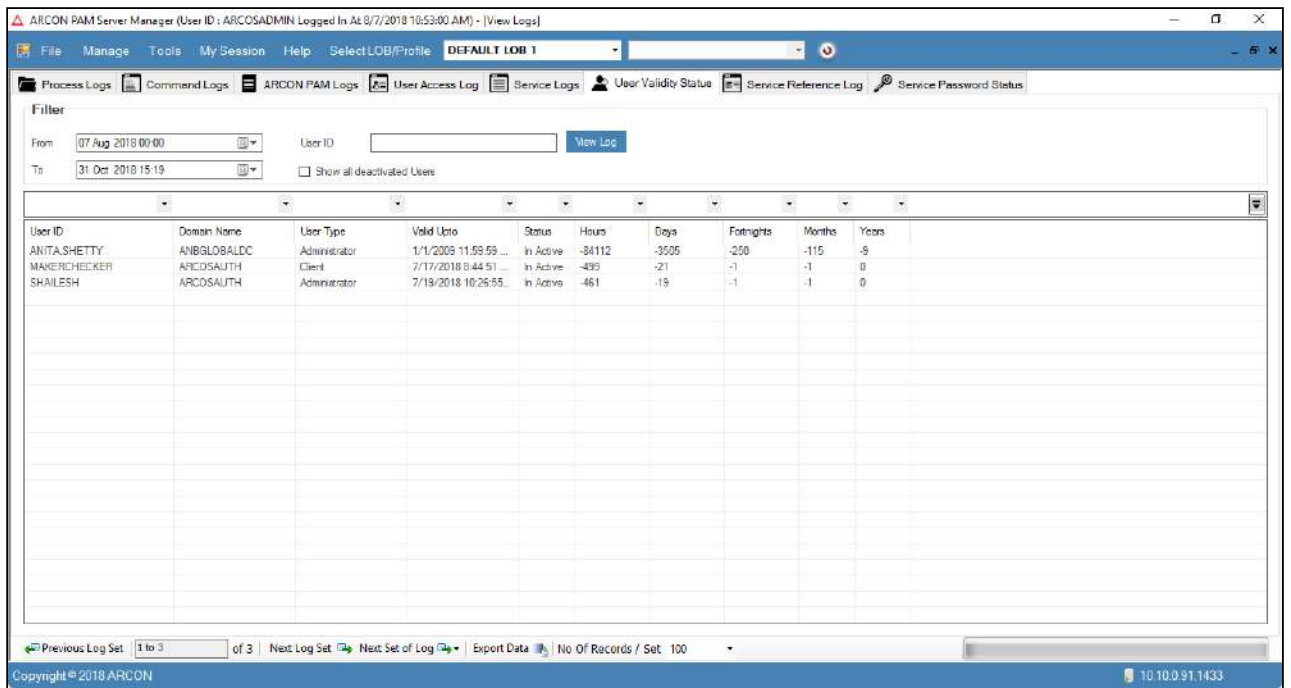 ARCON PAM Server Manager (User ID : ARCOSADMIN Logged In At 8/7/2018 10:53:00 AM) - [View Logs]
File Manage Tools My Session Help Select LOB/Profile DEFAULT LOB 1
Process Logs Command Logs ARCON PAM Logs User Access Log Service Logs User Validity Status Service Reference Log Service Password Status
Filter
From 07 Aug 2018 00:00 User ID View Log
To 31 Oct 2018 15:19 Show all deactivated Users
User ID Domain Name User Type Valid Upto Status Hours Days Fortnights Months Years
ANITA.SHETTY ANBGLOBALDC Administrator 1/1/2009 11:59:59 ... In Active -84112 -3505 -250 -115 -9
MAKERCHECKER ARCOSAUTH Client 7/17/2018 8:44:51 ... In Active -499 -21 -1 -1 0
SHAILESH ARCOSAUTH Administrator 7/19/2018 10:26:55... In Active -461 -19 -1 -1 0
Previous Log Set 1 to 3 of 3 Next Log Set Next Set of Log Export Data No Of Records / Set 100
Copyright © 2018 ARCON 10.10.0.91,1433